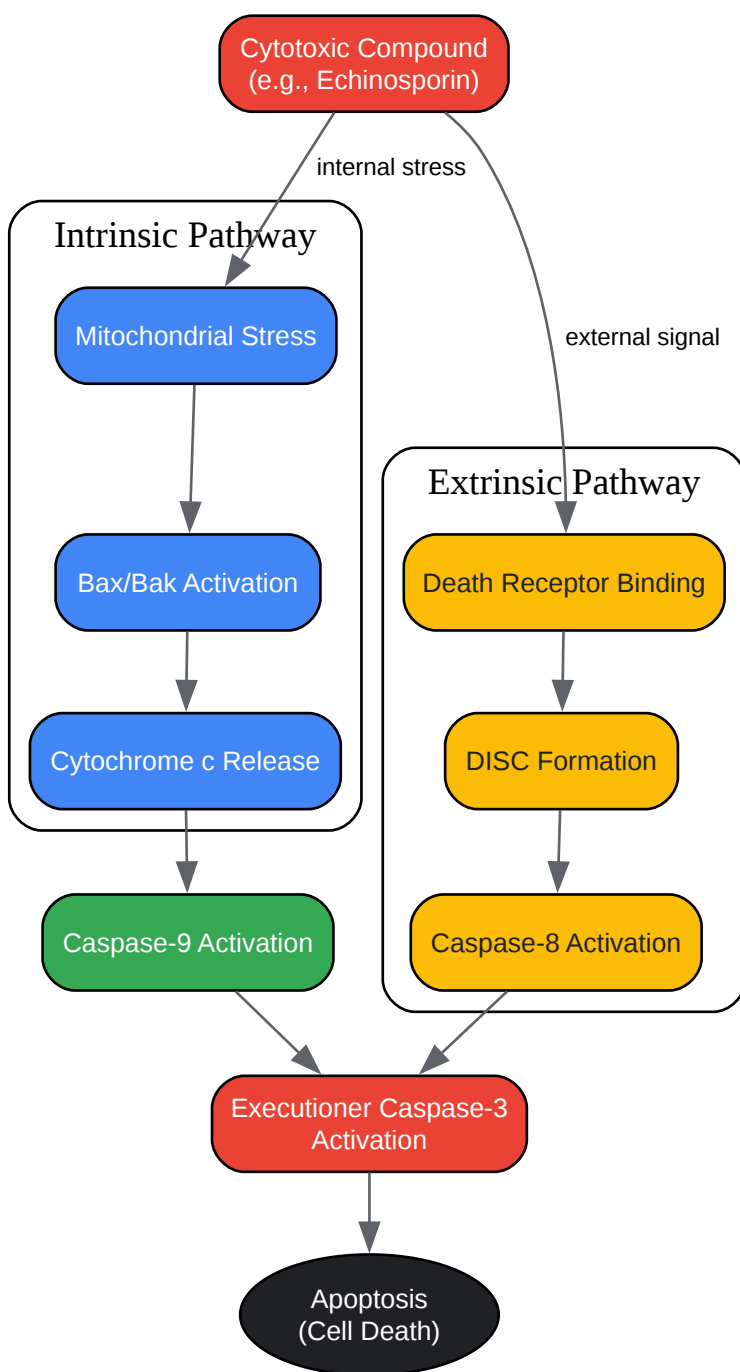 Cytotoxic Compound
(e.g., Echinosporin)
internal stress
Intrinsic Pathway
Mitochondrial Stress
external signal
Extrinsic Pathway
Bax/Bak Activation
Death Receptor Binding
Cytochrome c Release
DISC Formation
Caspase-9 Activation
Caspase-8 Activation
Executioner Caspase-3
Activation
Apoptosis
(Cell Death)